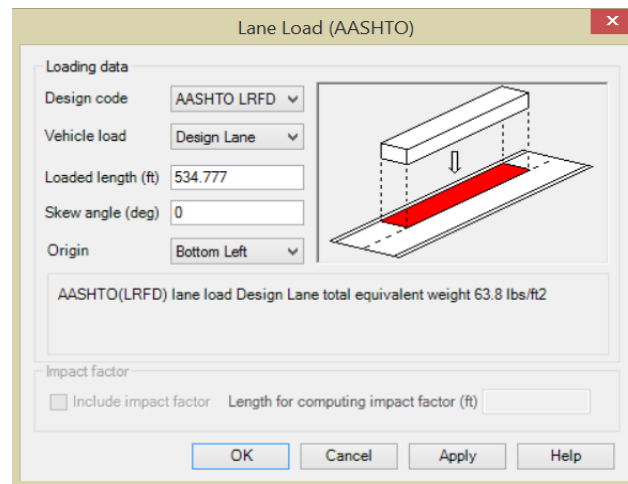 Lane Load (AASHTO)
Loading data
Design code AASHTO LRFD
Vehicle load Design Lane
Loaded length (ft) 534.777
Skew angle (deg) 0
Origin Bottom Left
AASHTO(LRFD) lane load Design Lane total equivalent weight 63.8 lbs/ft2
Impact factor
Include impact factor Length for computing impact factor (ft)
OK Cancel Apply Help